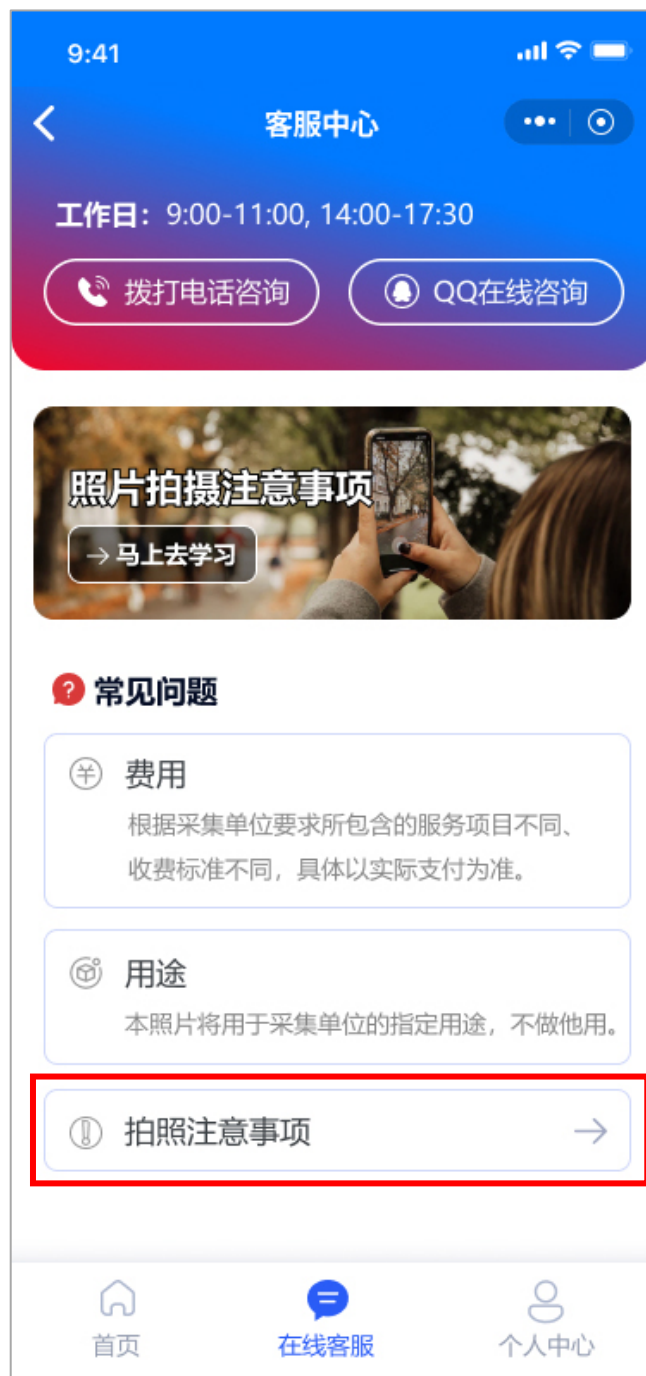 9:41
客服中心
工作日：9:00-11:00, 14:00-17:30
拨打电话咨询
QQ在线咨询
照片拍摄注意事项
→马上去学习
常见问题
费用
根据采集单位要求所包含的服务项目不同、
收费标准不同，具体以实际支付为准。
用途
本照片将用于采集单位的指定用途，不做他用。
拍照注意事项
首页
在线客服
个人中心